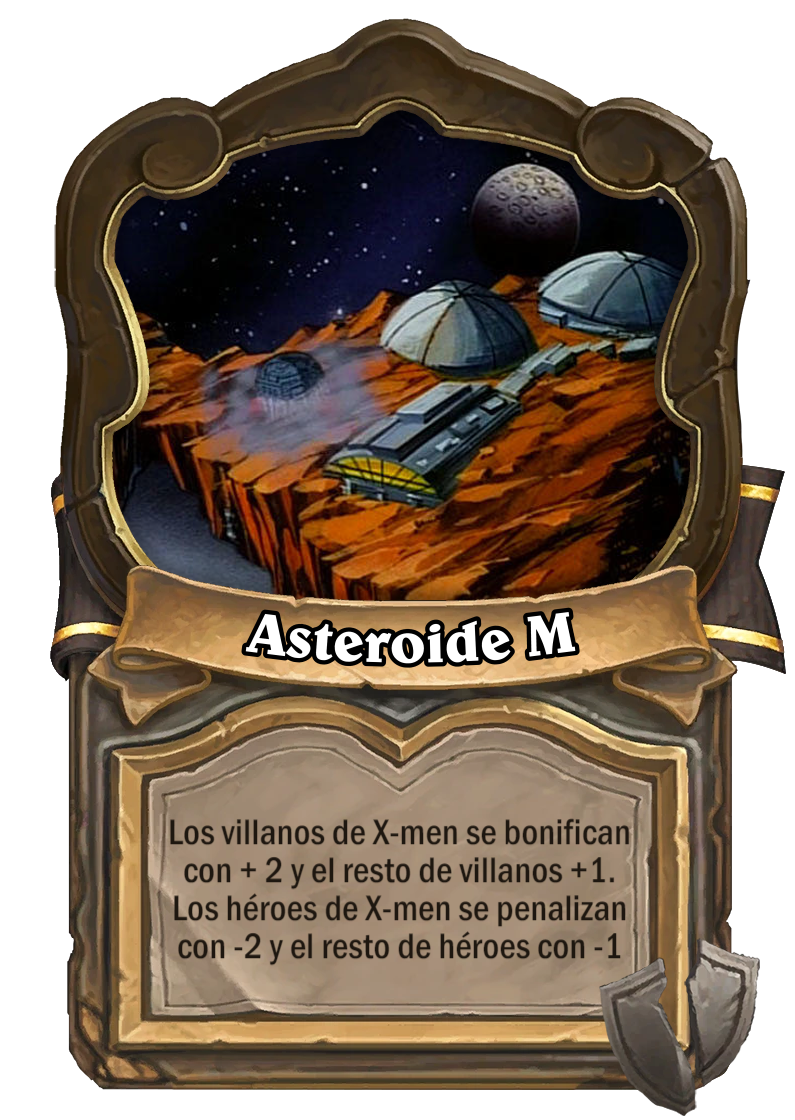 Asteroide M
Los villanos de X-men se bonifican
con + 2 y el resto de villanos +1.
Los héroes de X-men se penalizan
con -2 y el resto de héroes con -1